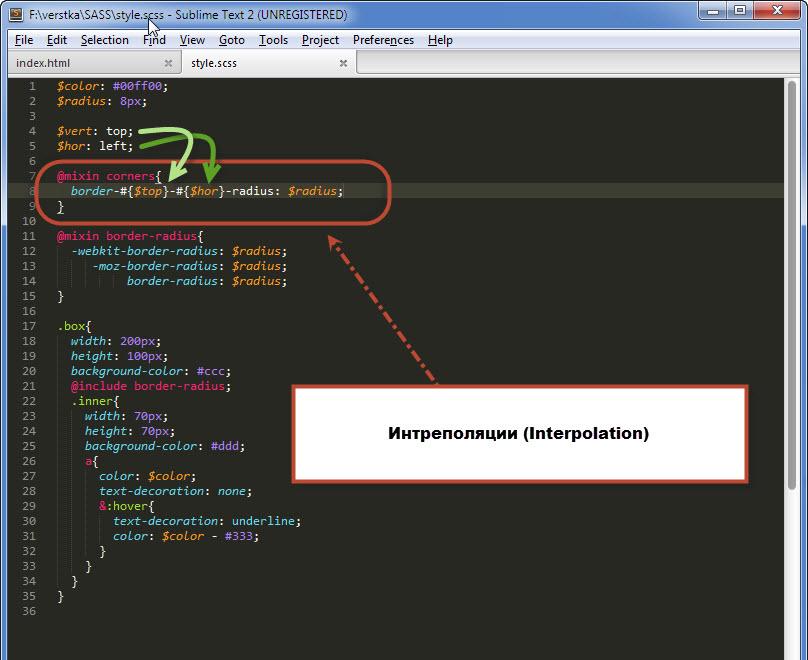 F:\verstka\SASS\style.scss - Sublime Text 2 (UNREGISTERED)
File Edit Selection Find View Goto Tools Project Preferences Help
index.html style.scss
1 $color: #00ff00;
2 $radius: 8px;
3
4 $vert: top;
5 $hor: left;
6
7 @mixin corners{
8 border-#{$top}-#{$hor}-radius: $radius;
9 }
10
11 @mixin border-radius{
12 -webkit-border-radius: $radius;
13 -moz-border-radius: $radius;
14 border-radius: $radius;
15 }
16
17 .box{
18 width: 200px;
19 height: 100px;
20 background-color: #ccc;
21 @include border-radius;
22 .inner{
23 width: 70px;
24 height: 70px;
25 background-color: #ddd;
26 a{
27 color: $color;
28 text-decoration: none;
29 &:hover{
30 text-decoration: underline;
31 color: $color - #333;
32 }
33 }
34 }
35 }
36
Интреполяции (Interpolation)